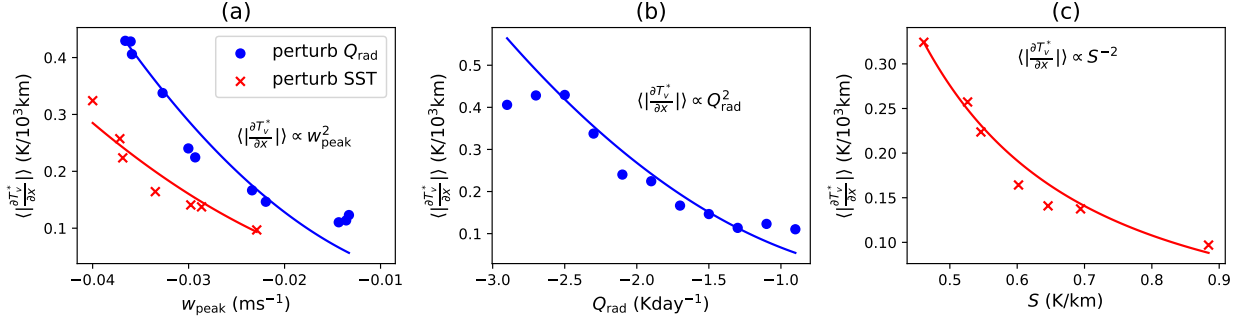 (a)
0.4
0.3
0.2
0.1
−0.04
−0.03
−0.02
−0.01
⟨|∂T_v^*/∂x|⟩ (K/10³km)
w_peak (ms⁻¹)
perturb Q_rad
perturb SST
⟨|∂T_v^*/∂x|⟩ ∝ w_peak^2
(b)
0.5
0.4
0.3
0.2
0.1
−3.0
−2.5
−2.0
−1.5
−1.0
⟨|∂T_v^*/∂x|⟩ (K/10³km)
Q_rad (Kday⁻¹)
⟨|∂T_v^*/∂x|⟩ ∝ Q_rad^2
(c)
0.30
0.25
0.20
0.15
0.10
0.5
0.6
0.7
0.8
0.9
⟨|∂T_v^*/∂x|⟩ (K/10³km)
S (K/km)
⟨|∂T_v^*/∂x|⟩ ∝ S⁻²